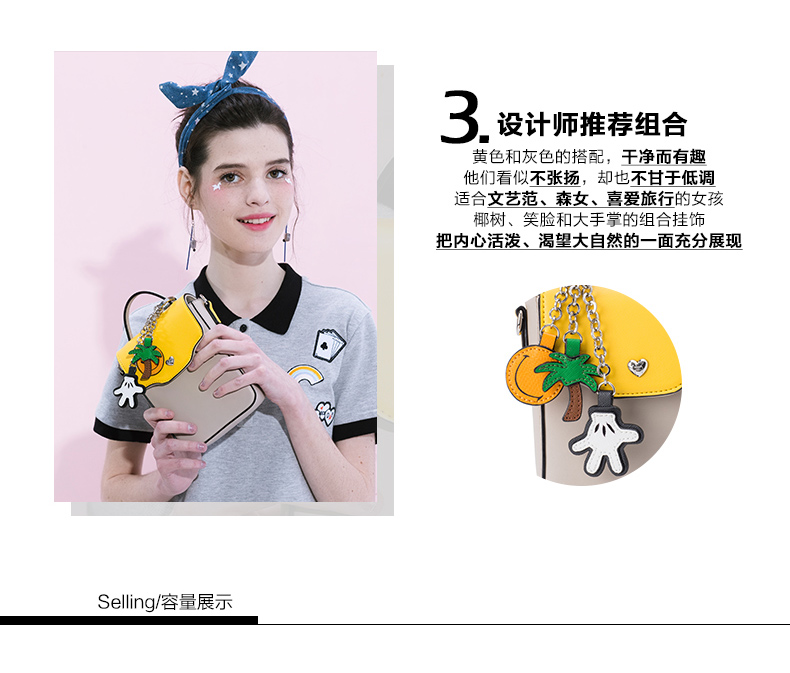 3.设计师推荐组合
黄色和灰色的搭配，干净而有趣
他们看似不张扬，却也不甘于低调
适合文艺范、森女、喜爱旅行的女孩
椰树、笑脸和大手掌的组合挂饰
把内心活泼、渴望大自然的一面充分展现
Selling/容量展示